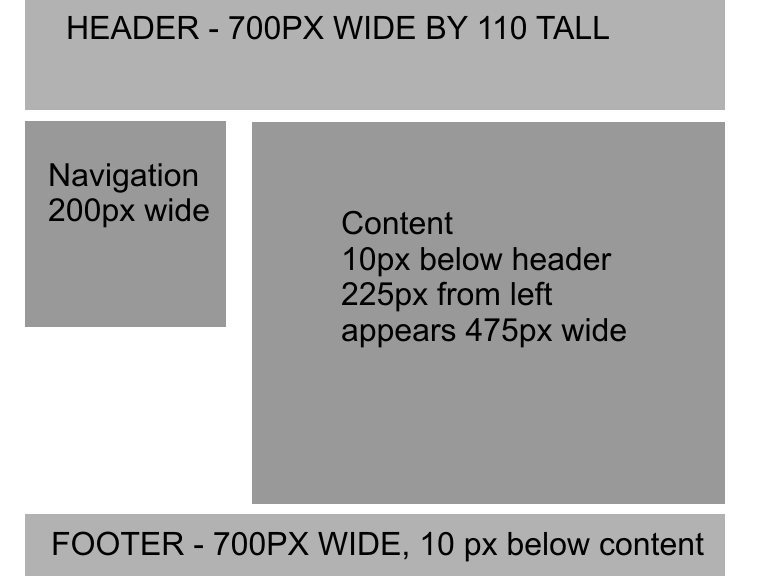 HEADER - 700PX WIDE BY 110 TALL
Navigation
200px wide
Content
10px below header
225px from left
appears 475px wide
FOOTER - 700PX WIDE, 10 px below content